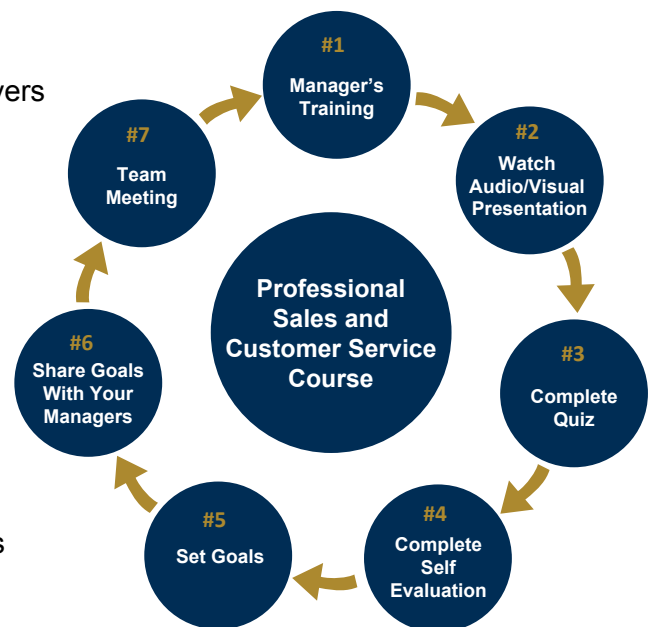 Professional
Sales and
Customer Service
Course
#1
Manager's
Training
#2
Watch
Audio/Visual
Presentation
#3
Complete
Quiz
#4
Complete
Self
Evaluation
#5
Set Goals
#6
Share Goals
With Your
Managers
#7
Team
Meeting
vers
s